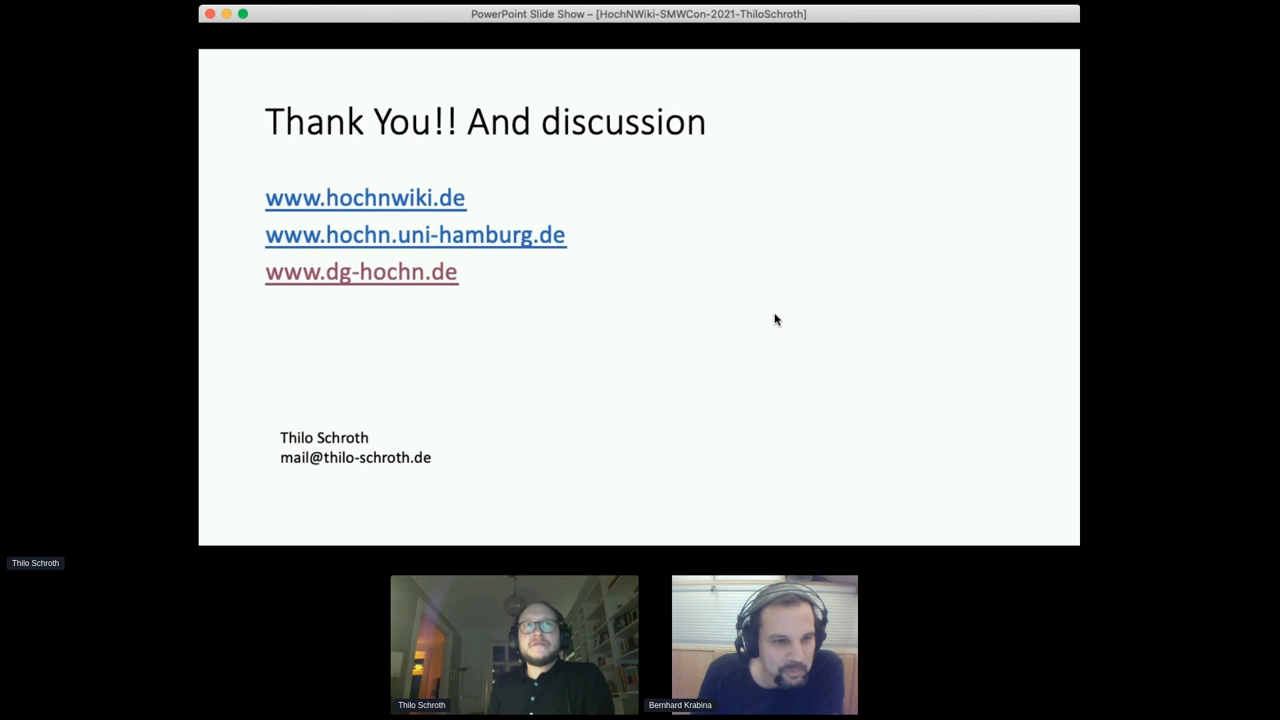 PowerPoint Slide Show – [HochNWiki-SMWCon-2021-ThiloSchroth]
Thank You!! And discussion
www.hochnwiki.de
www.hochn.uni-hamburg.de
www.dg-hochn.de
Thilo Schroth
mail@thilo-schroth.de
Thilo Schroth
Thilo Schroth
Bernhard Krabina